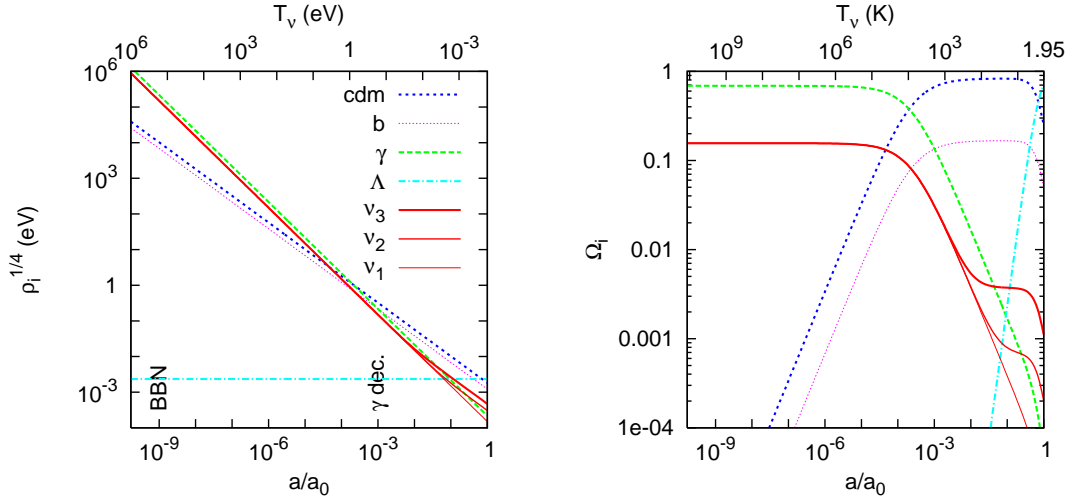 T_ν (eV)
10^6 10^3 1 10^-3
10^6
10^3
1
10^-3
ρ_i^1/4 (eV)
cdm
b
γ
Λ
ν_3
ν_2
ν_1
BBN
γ dec.
10^-9 10^-6 10^-3 1
a/a_0
T_ν (K)
10^9 10^6 10^3 1.95
1
0.1
0.01
0.001
1e-04
Ω_i
10^-9 10^-6 10^-3 1
a/a_0